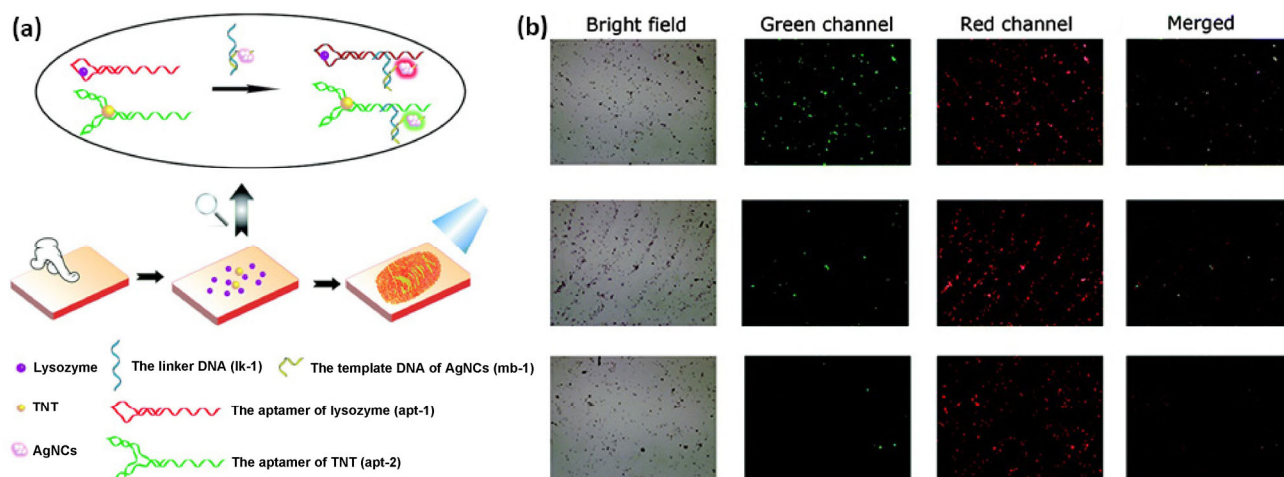 (a)
Lysozyme
The linker DNA (lk-1)
The template DNA of AgNCs (mb-1)
TNT
The aptamer of lysozyme (apt-1)
AgNCs
The aptamer of TNT (apt-2)
(b)
Bright field
Green channel
Red channel
Merged